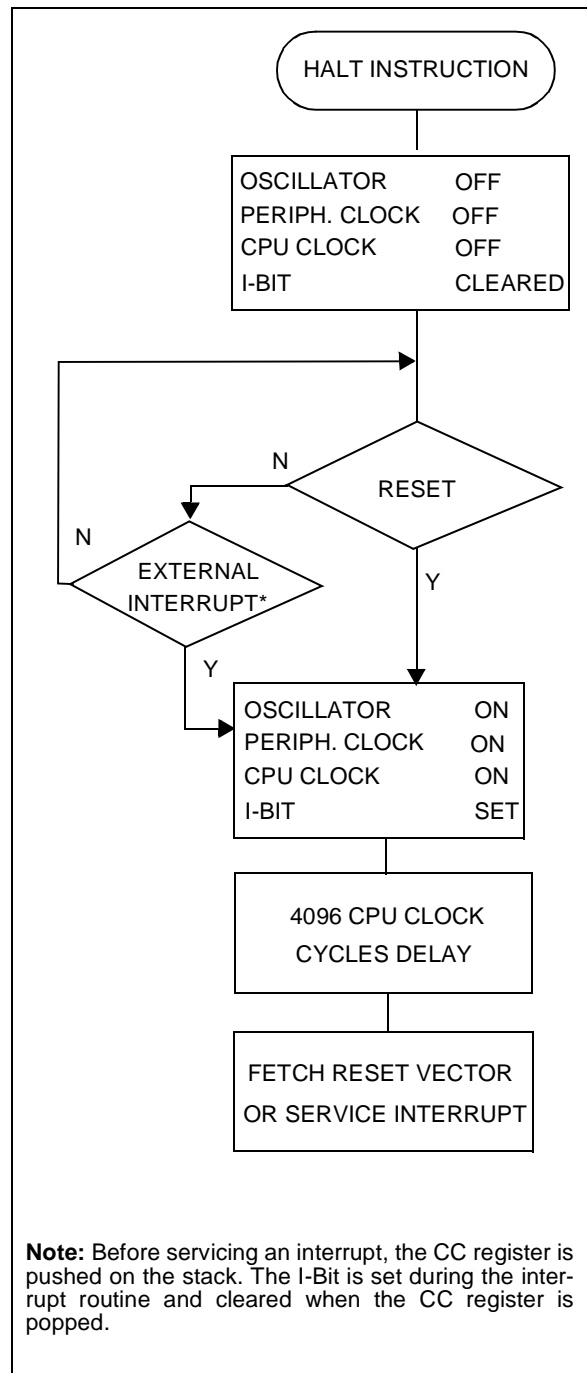 HALT INSTRUCTION
OSCILLATOR OFF
PERIPH. CLOCK OFF
CPU CLOCK OFF
I-BIT CLEARED
N
RESET
N
EXTERNAL
INTERRUPT*
Y
Y
OSCILLATOR ON
PERIPH. CLOCK ON
CPU CLOCK ON
I-BIT SET
4096 CPU CLOCK
CYCLES DELAY
FETCH RESET VECTOR
OR SERVICE INTERRUPT
Note: Before servicing an interrupt, the CC register is
pushed on the stack. The I-Bit is set during the inter-
rupt routine and cleared when the CC register is
popped.